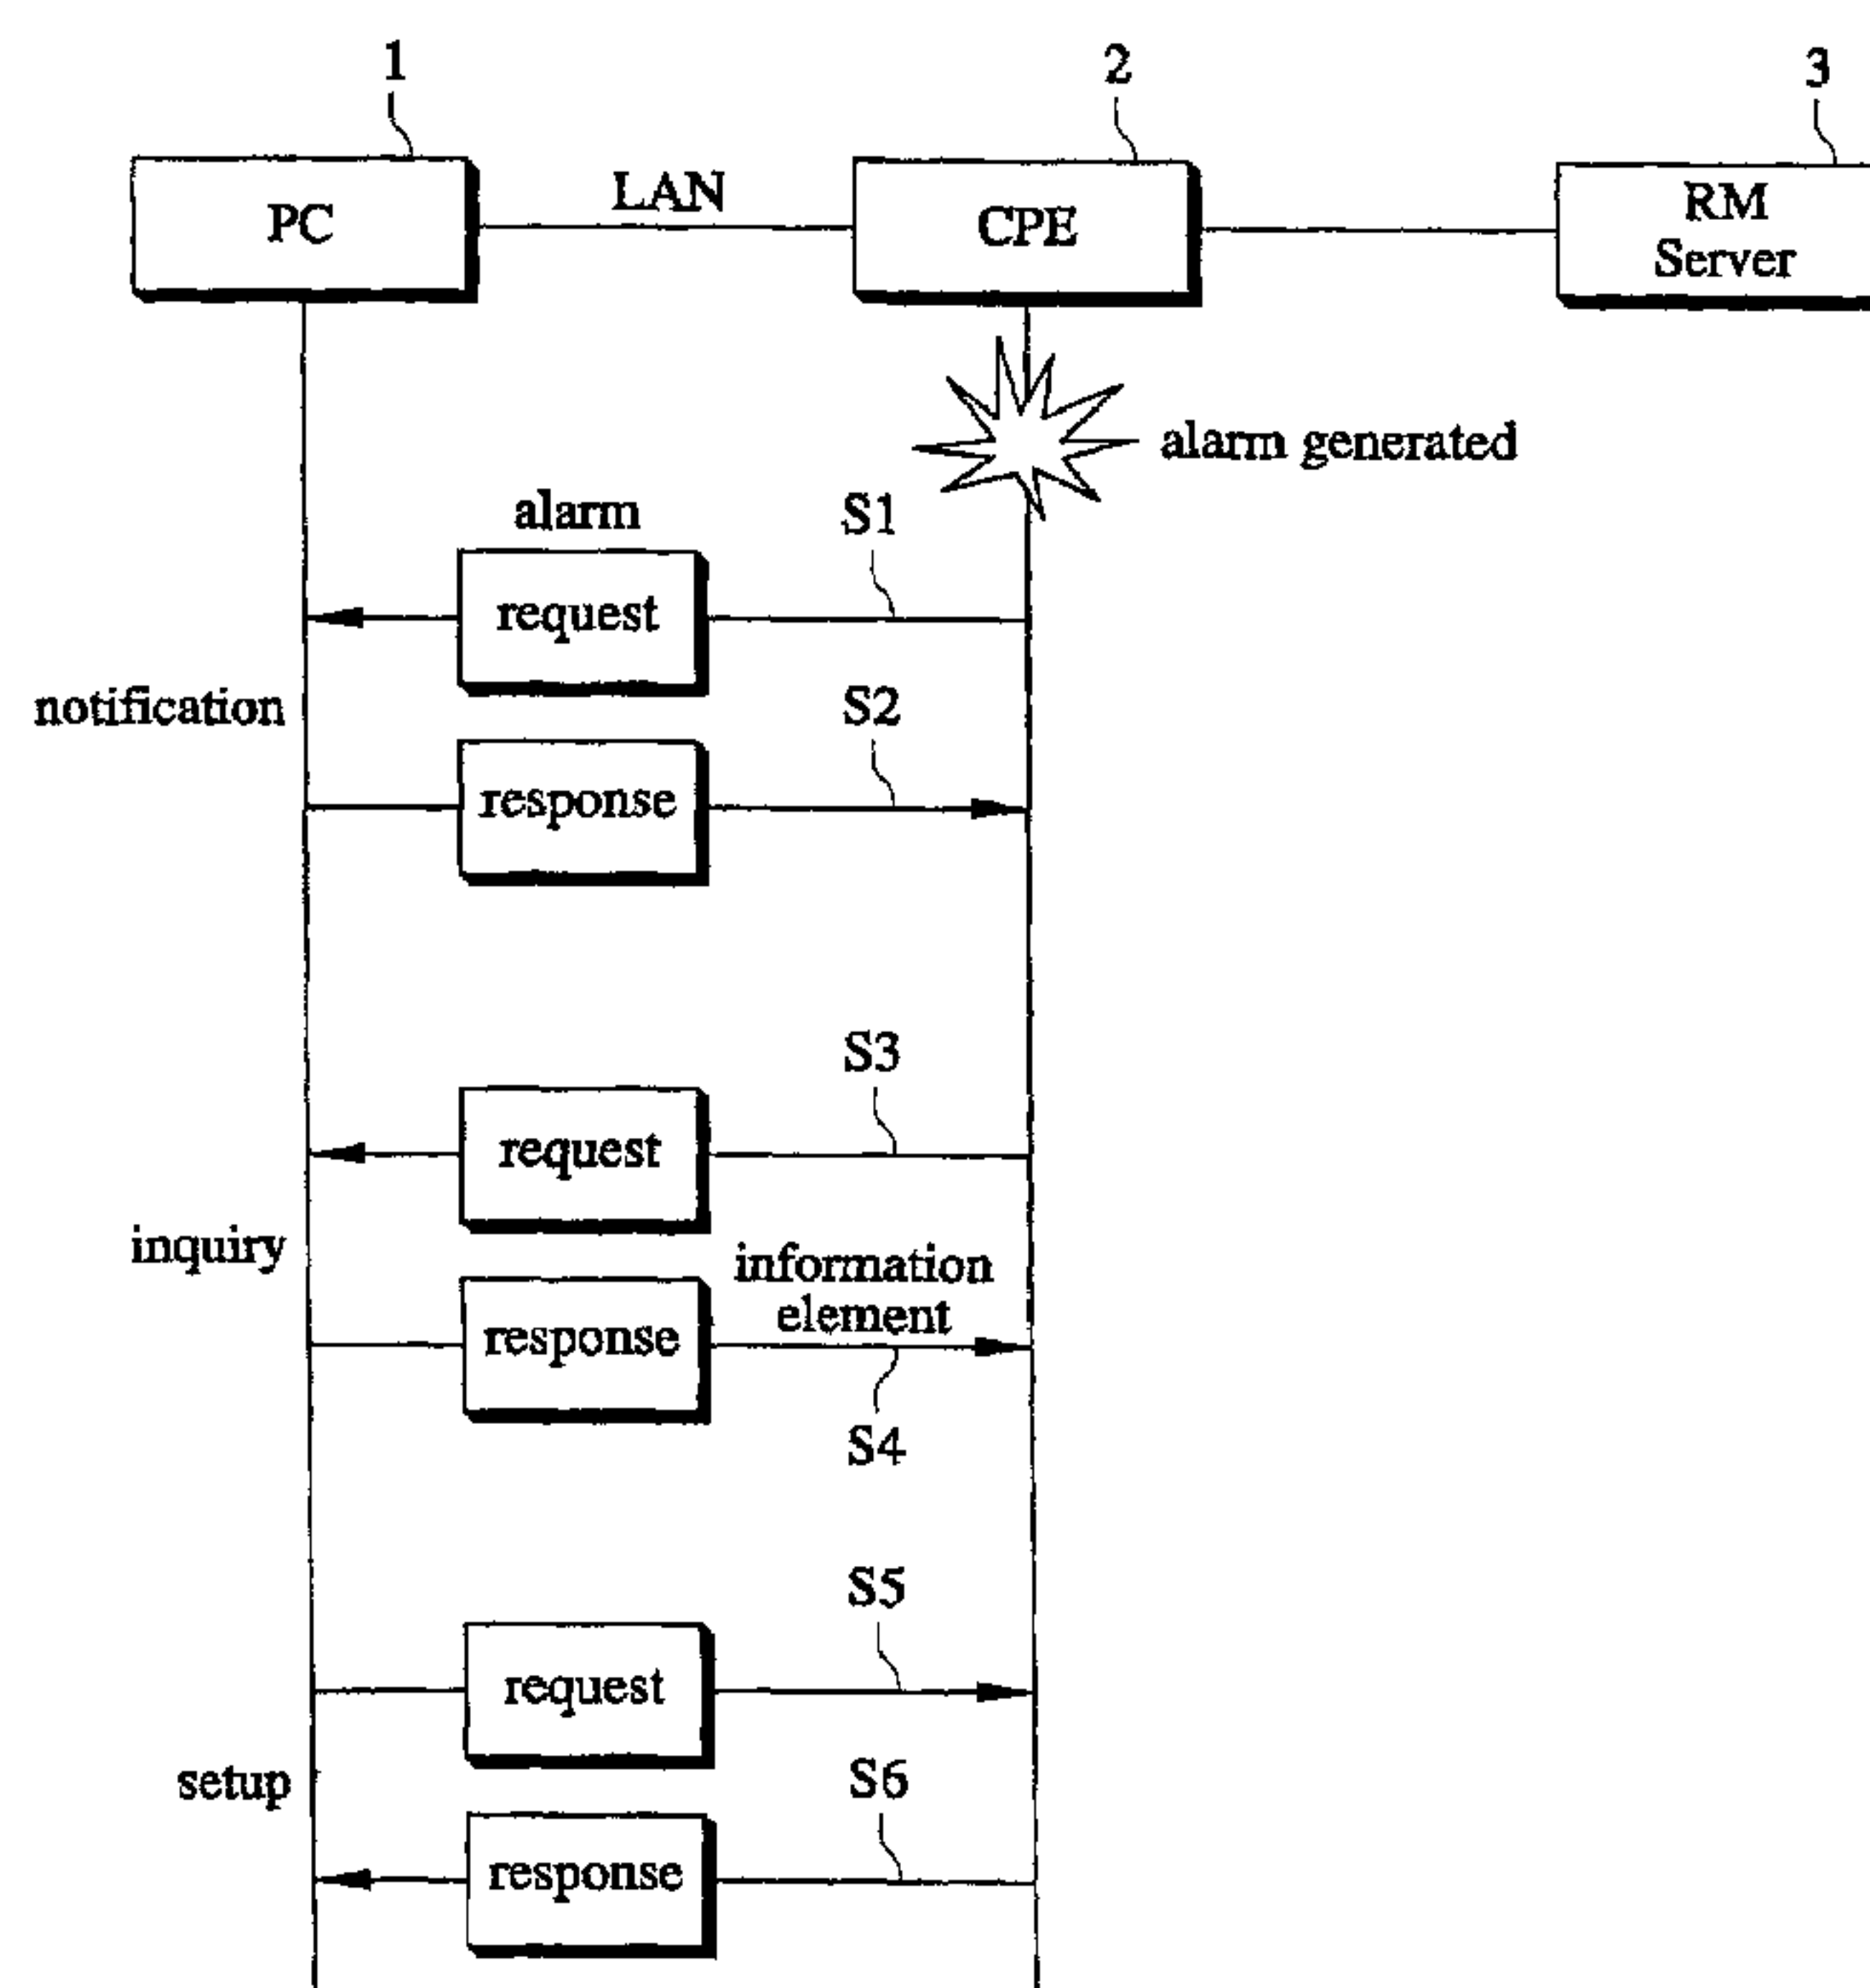 1
2
3
PC
LAN
CPE
RM
Server
alarm generated
alarm
S1
request
notification
S2
response
S3
request
inquiry
information
element
response
S4
S5
request
setup
S6
response